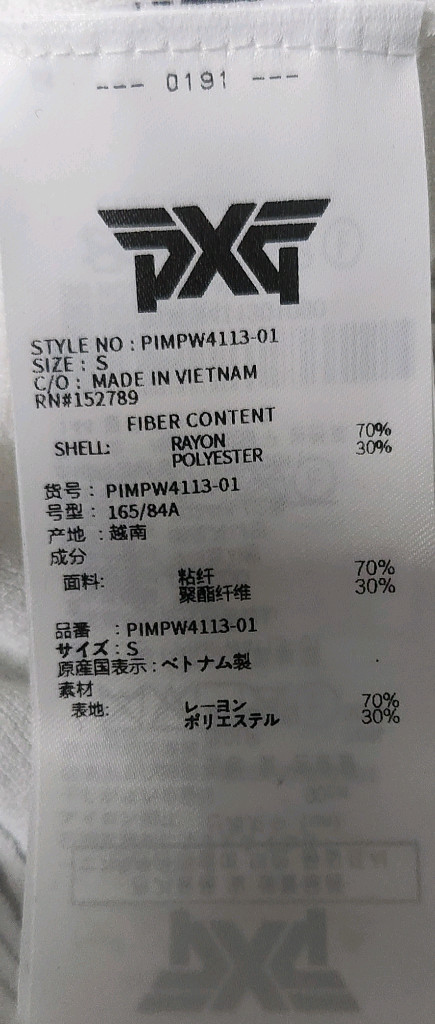 --- 0191 ---
PXG
STYLE NO : PIMPW4113-01
SIZE : S
C/O : MADE IN VIETNAM
RN#152789
FIBER CONTENT
SHELL: RAYON 70%
POLYESTER 30%
货号 : PIMPW4113-01
号型 : 165/84A
产地 : 越南
成分
面料: 粘纤 70%
聚酯纤维 30%
品番 : PIMPW4113-01
サイズ : S
原産国表示 : ベトナム製
素材
表地: レーヨン 70%
ポリエステル 30%
PXG